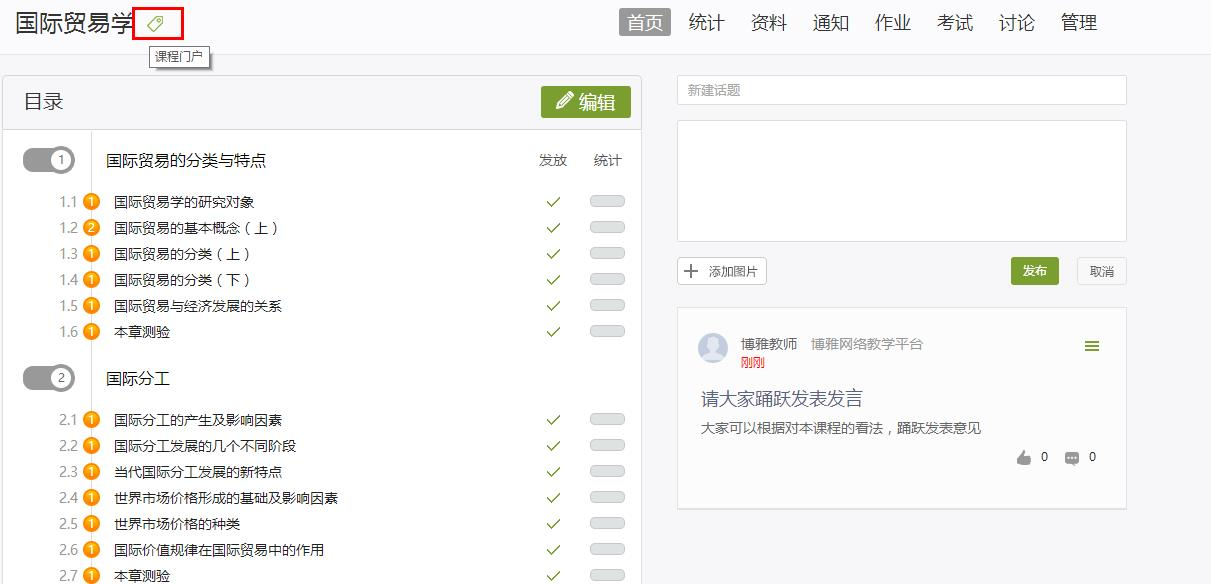 国际贸易学
首页 统计 资料 通知 作业 考试 讨论 管理
课程门户
目录
编辑
1 国际贸易的分类与特点 发放 统计
1.1 1 国际贸易学的研究对象
1.2 2 国际贸易的基本概念（上）
1.3 1 国际贸易的分类（上）
1.4 1 国际贸易的分类（下）
1.5 1 国际贸易与经济发展的关系
1.6 1 本章测验
2 国际分工
2.1 1 国际分工的产生及影响因素
2.2 1 国际分工发展的几个不同阶段
2.3 1 当代国际分工发展的新特点
2.4 1 世界市场价格形成的基础及影响因素
2.5 1 世界市场价格的种类
2.6 1 国际价值规律在国际贸易中的作用
2.7 1 本章测验
新建话题
添加图片 发布 取消
博雅教师 博雅网络教学平台
刚刚
请大家踊跃发表发言
大家可以根据对本课程的看法，踊跃发表意见
0 0